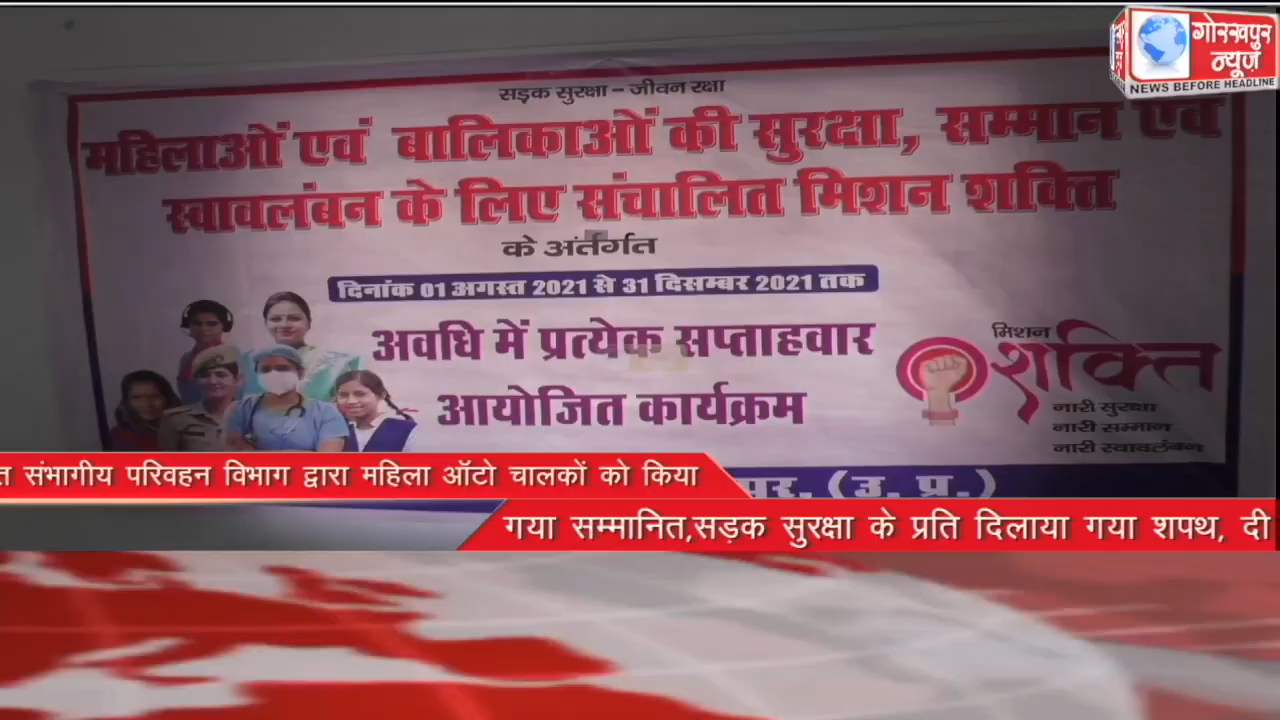 गोरखपुर
न्यूज़
NEWS BEFORE HEADLINE
सड़क सुरक्षा - जीवन रक्षा
महिलाओं एवं बालिकाओं की सुरक्षा, सम्मान एवं
स्वावलंबन के लिए संचालित मिशन शक्ति
के अंर्तगत
दिनांक 01 अगस्त 2021 से 31 दिसम्बर 2021 तक
अवधि में प्रत्येक सप्ताहवार
आयोजित कार्यक्रम
मिशन
शक्ति
नारी सुरक्षा
नारी सम्मान
नारी स्वावलंबन
(उ. प्र.)
संभागीय परिवहन विभाग द्वारा महिला ऑटो चालकों को किया
गया सम्मानित,सड़क सुरक्षा के प्रति दिलाया गया शपथ, दी